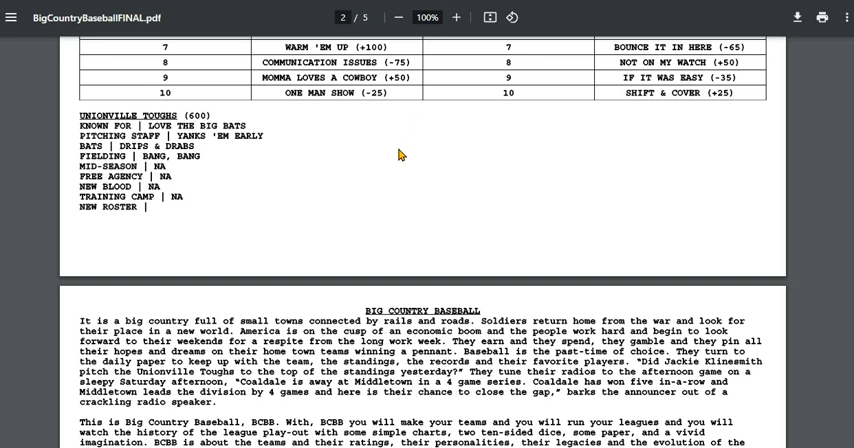 BigCountryBaseballFINAL.pdf 2 / 5 100%
7 WARM 'EM UP (+100) 7 BOUNCE IT IN HERE (-65)
8 COMMUNICATION ISSUES (-75) 8 NOT ON MY WATCH (+50)
9 MOMMA LOVES A COWBOY (+50) 9 IF IT WAS EASY (-35)
10 ONE MAN SHOW (-25) 10 SHIFT & COVER (+25)
UNIONVILLE TOUGHS (600)
KNOWN FOR | LOVE THE BIG BATS
PITCHING STAFF | YANKS 'EM EARLY
BATS | DRIPS & DRABS
FIELDING | BANG, BANG
MID-SEASON | NA
FREE AGENCY | NA
NEW BLOOD | NA
TRAINING CAMP | NA
NEW ROSTER |
BIG COUNTRY BASEBALL
It is a big country full of small towns connected by rails and roads. Soldiers return home from the war and look for
their place in a new world. America is on the cusp of an economic boom and the people work hard and begin to look
forward to their weekends for a respite from the long work week. They earn and they spend, they gamble and they pin all
their hopes and dreams on their home town teams winning a pennant. Baseball is the past-time of choice. They turn to
the daily paper to keep up with the team, the standings, the records and their favorite players. "Did Jackie Klinesmith
pitch the Unionville Toughs to the top of the standings yesterday?" They tune their radios to the afternoon game on a
sleepy Saturday afternoon, "Coaldale is away at Middletown in a 4 game series. Coaldale has won five in-a-row and
Middletown leads the division by 4 games and here is their chance to close the gap," barks the announcer out of a
crackling radio speaker.
This is Big Country Baseball, BCBB. With, BCBB you will make your teams and you will run your leagues and you will
watch the history of the league play-out with some simple charts, two ten-sided dice, some paper, and a vivid
imagination. BCBB is about the teams and their ratings, their personalities, their legacies and the evolution of the